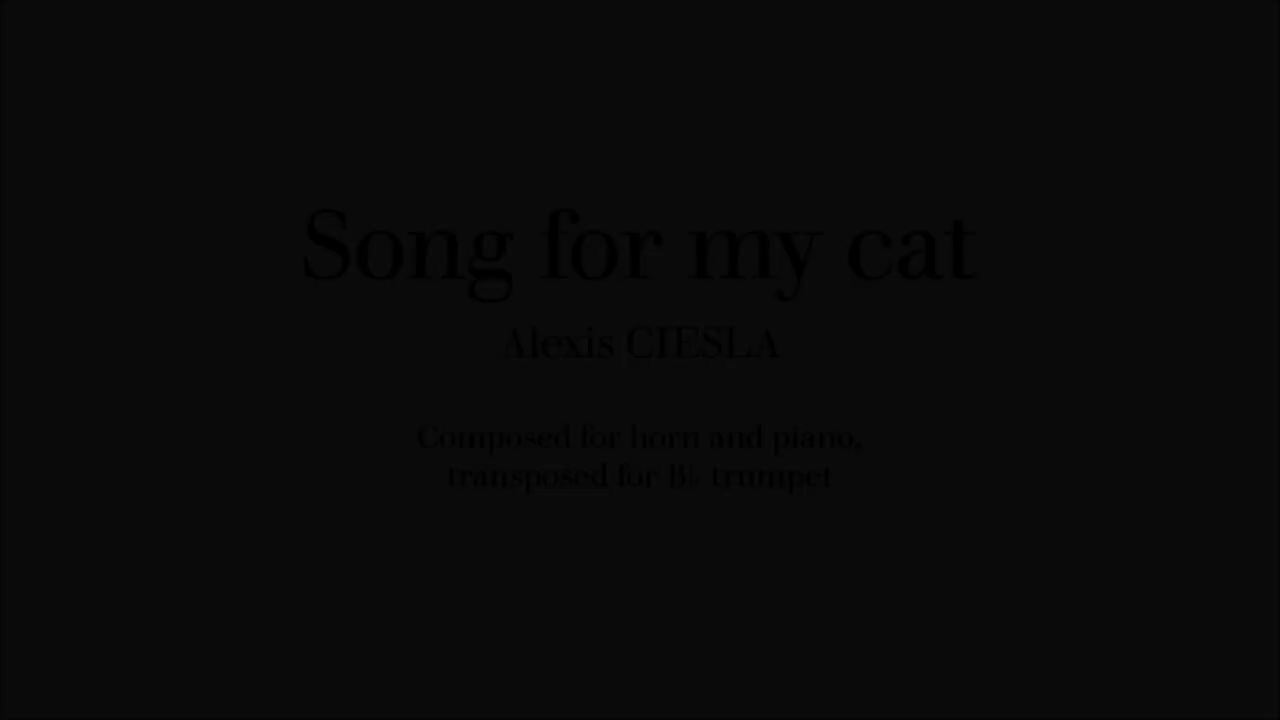 Song for my cat
Alexis CIESLA
Composed for horn and piano,
transposed for B♭ trumpet